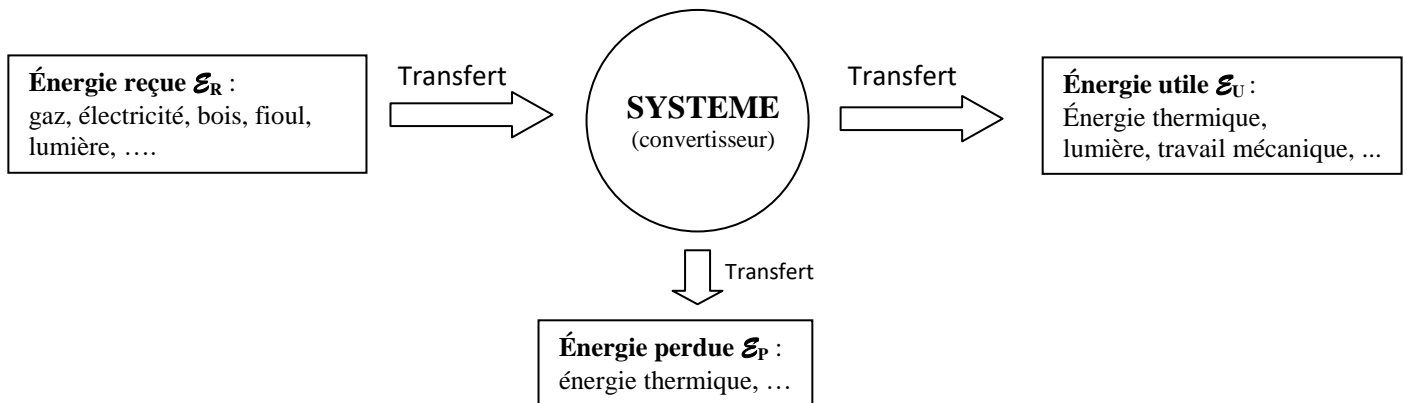 Énergie reçue ℰR :
gaz, électricité, bois, fioul,
lumière, ….
Transfert
SYSTEME
(convertisseur)
Transfert
Énergie utile ℰU :
Énergie thermique,
lumière, travail mécanique, ...
Transfert
Énergie perdue ℰP :
énergie thermique, …